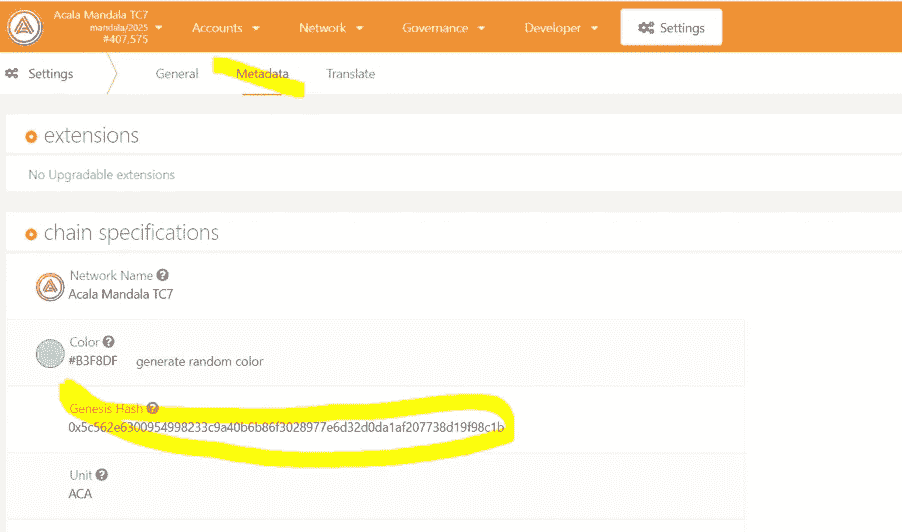 Acala Mandala TC7
mandala/2025
#407,575
Accounts Network Governance Developer Settings
Settings General Metadata Translate
extensions
No Upgradable extensions
chain specifications
Network Name ?
Acala Mandala TC7
Color ?
#B3F8DF generate random color
Genesis Hash ?
0x5c562e6300954998233c9a40b6b86f3028977e6d32d0da1af207738d19f98c1b
Unit ?
ACA